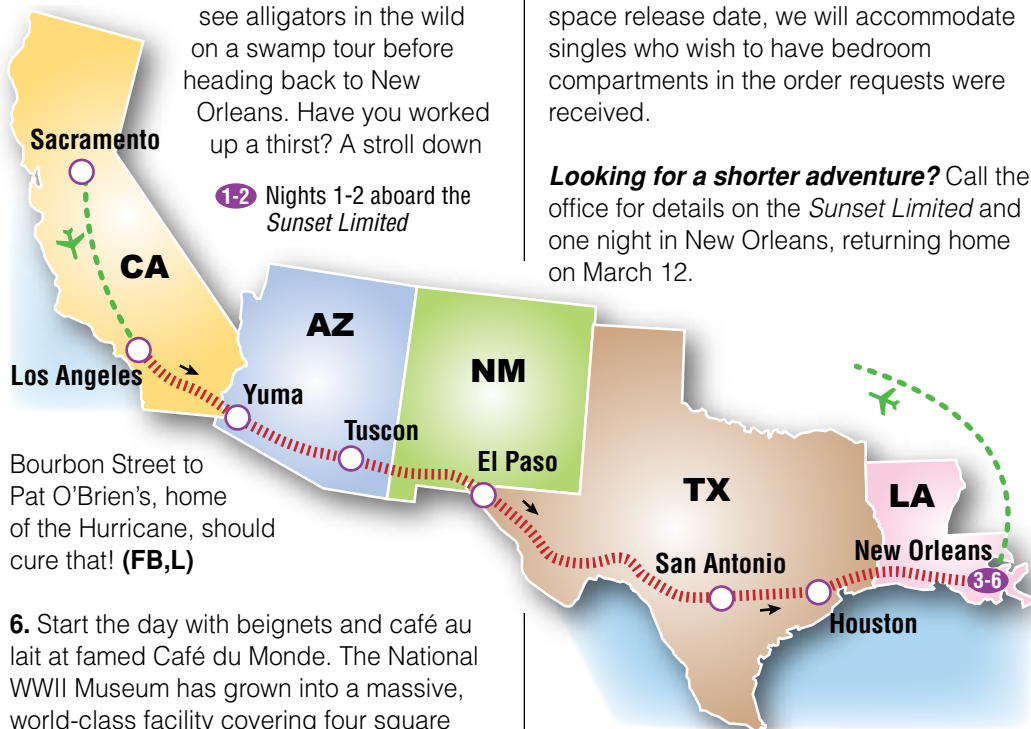 see alligators in the wild
on a swamp tour before
heading back to New
Orleans. Have you worked
up a thirst? A stroll down
1-2 Nights 1-2 aboard the
Sunset Limited
Bourbon Street to
Pat O’Brien’s, home
of the Hurricane, should
cure that! (FB,L)
6. Start the day with beignets and café au
lait at famed Café du Monde. The National
WWII Museum has grown into a massive,
world-class facility covering four square
space release date, we will accommodate
singles who wish to have bedroom
compartments in the order requests were
received.
Looking for a shorter adventure? Call the
office for details on the Sunset Limited and
one night in New Orleans, returning home
on March 12.
Sacramento
CA
Los Angeles
AZ
Yuma
Tuscon
NM
El Paso
TX
San Antonio
Houston
LA
New Orleans
3-6